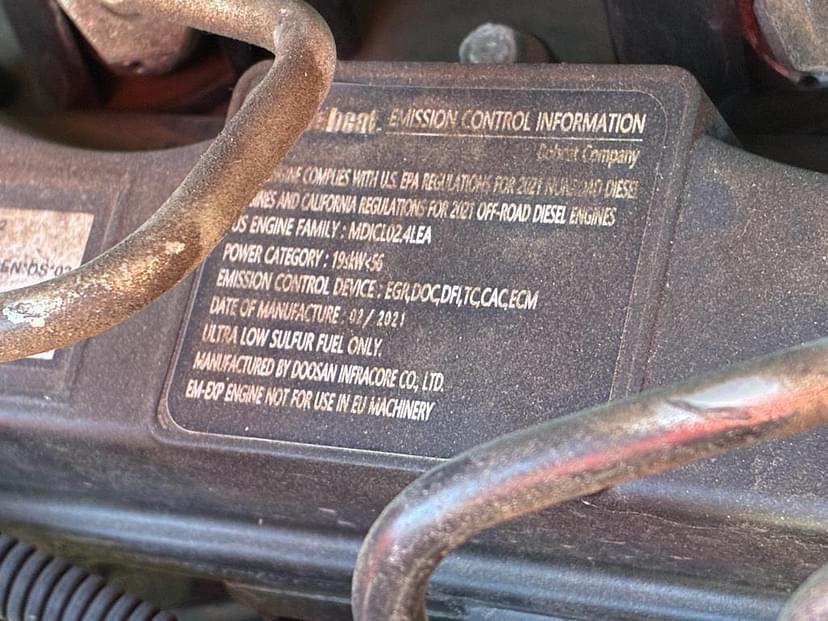 bcat. EMISSION CONTROL INFORMATION
Bobcat Company
COMPLIES WITH U.S. EPA REGULATIONS FOR 2021 NONROAD DIESEL
AND CALIFORNIA REGULATIONS FOR 2021 OFF-ROAD DIESEL ENGINES
US ENGINE FAMILY : MDICL02.4LEA
POWER CATEGORY : 19≤kW<56
EMISSION CONTROL DEVICE : EGR,DOC,DFI,TC,CAC,ECM
DATE OF MANUFACTURE : 02/ 2021
ULTRA LOW SULFUR FUEL ONLY.
MANUFACTURED BY DOOSAN INFRACORE CO., LTD.
EM-EXP ENGINE NOT FOR USE IN EU MACHINERY